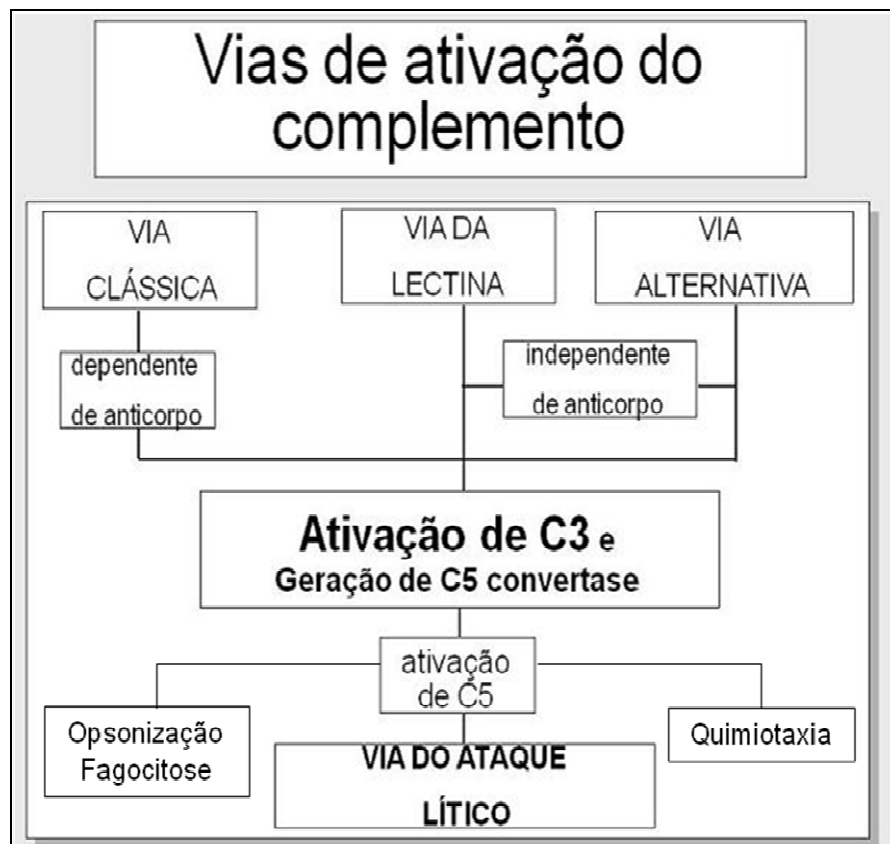 Vias de ativação do
complemento
VIA
CLÁSSICA
VIA DA
LECTINA
VIA
ALTERNATIVA
dependente
de anticorpo
independente
de anticorpo
Ativação de C3 e
Geração de C5 convertase
ativação
de C5
Opsonização
Fagocitose
Quimiotaxia
VIA DO ATAQUE
LÍTICO